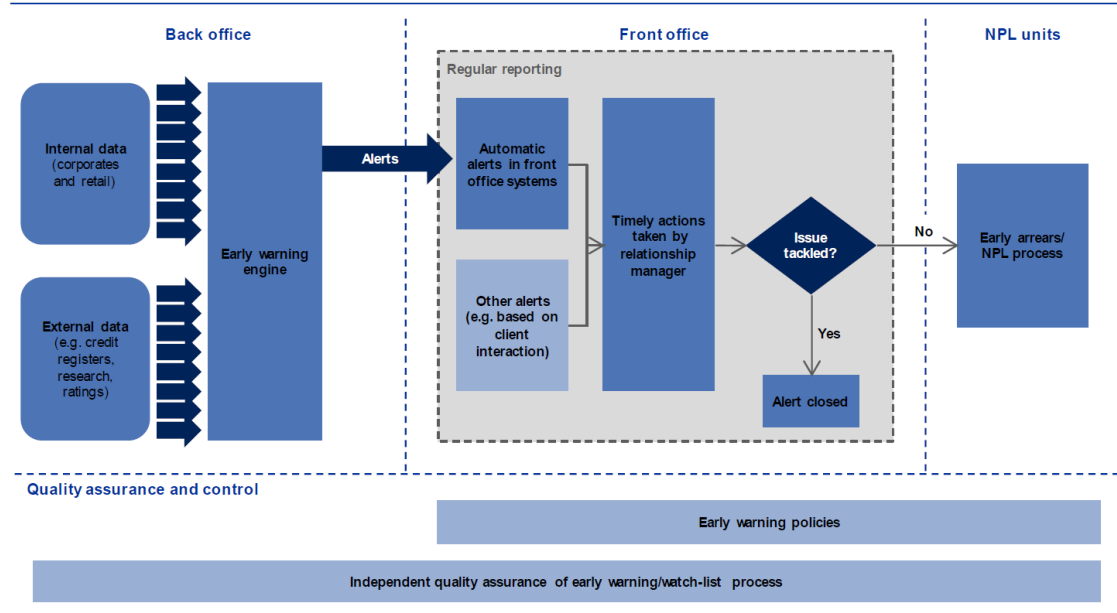 Back office
Front office
NPL units
Regular reporting
Internal data
(corporates
and retail)
External data
(e.g. credit
registers,
research,
ratings)
Early warning
engine
Alerts
Automatic
alerts in front
office systems
Other alerts
(e.g. based on
client
interaction)
Timely actions
taken by
relationship
manager
Issue
tackled?
No
Yes
Alert closed
Early arrears/
NPL process
Quality assurance and control
Early warning policies
Independent quality assurance of early warning/watch-list process